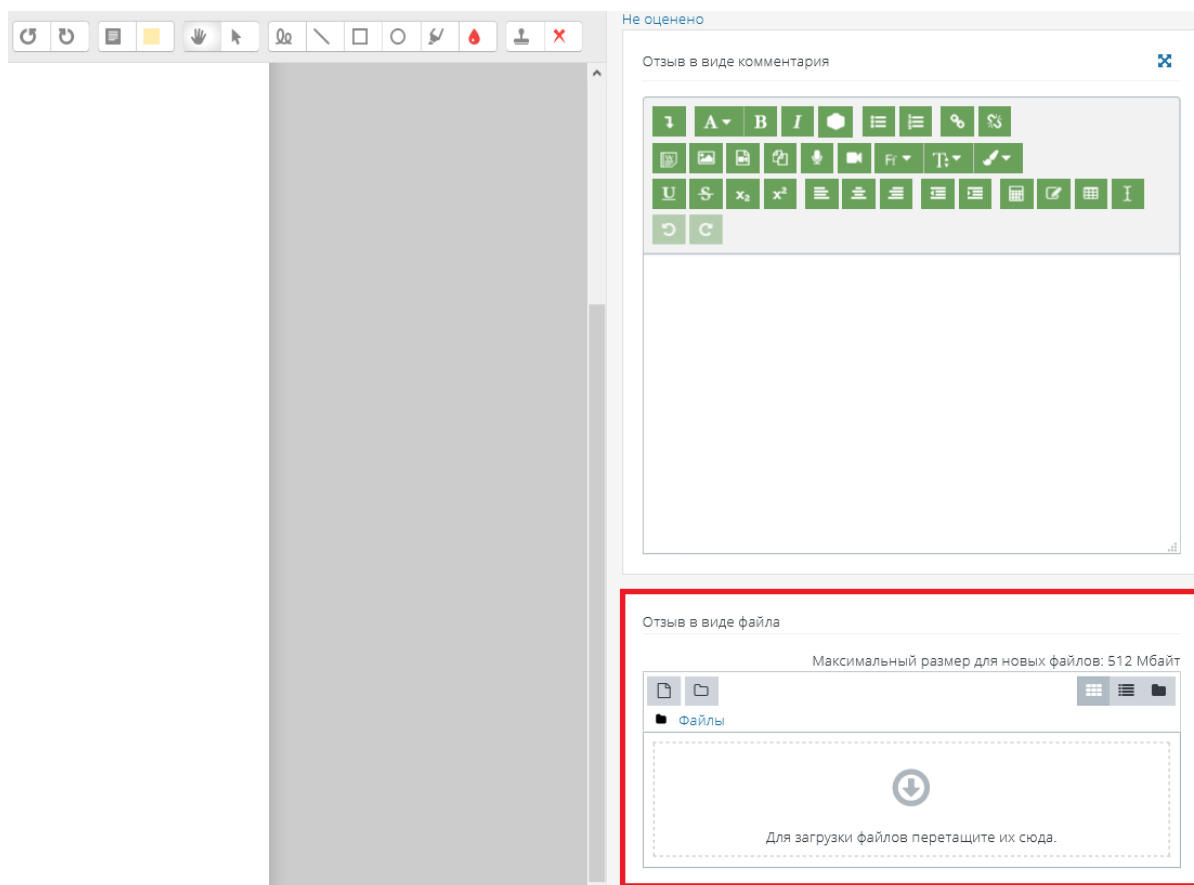 Не оценено
Отзыв в виде комментария
Отзыв в виде файла
Максимальный размер для новых файлов: 512 Мбайт
Файлы
Для загрузки файлов перетащите их сюда.